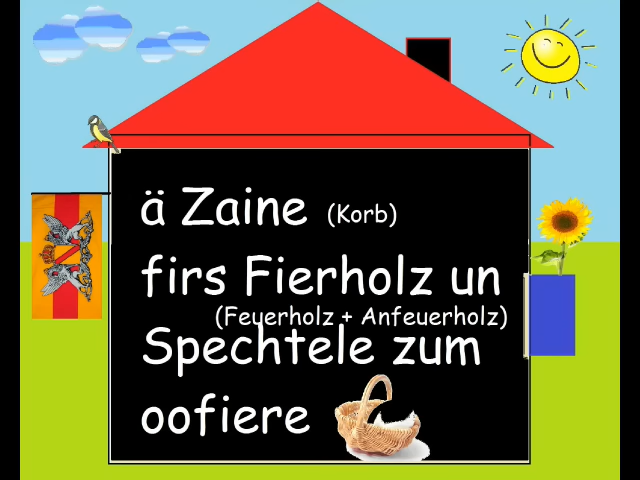 ä Zaine (Korb)
firs Fierholz un
(Feuerholz + Anfeuerholz)
Spechtele zum
oofiere